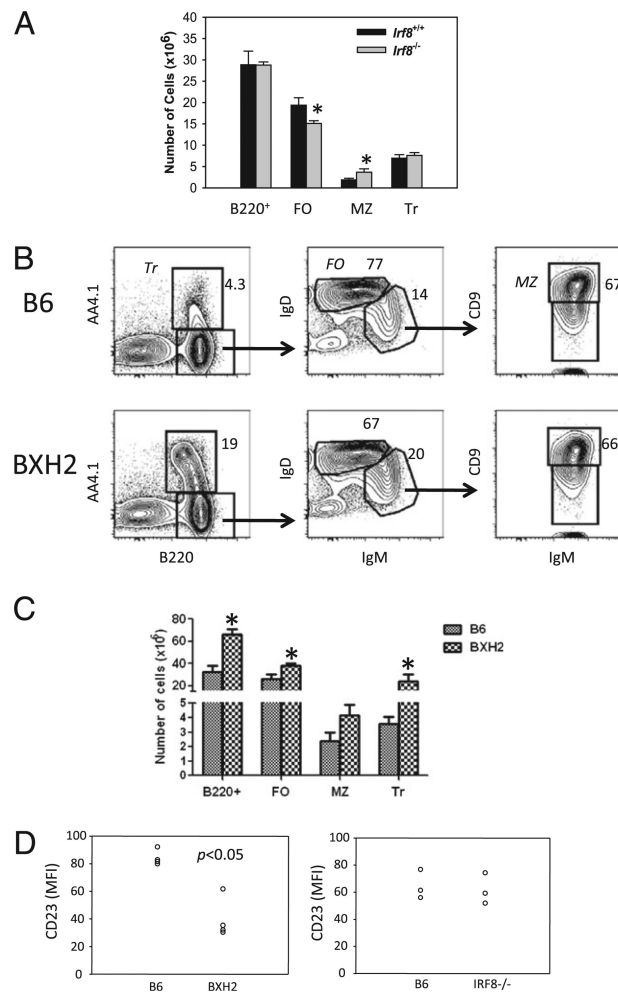 A
Number of Cells (x10⁶)
40
35
30
25
20
15
10
5
0
Irf8+/+
Irf8-/-
*
*
B220+ FO MZ Tr
B
B6
AA4.1
Tr
4.3
IgD
FO 77
14
CD9
MZ
67
BXH2
AA4.1
19
IgD
67
20
CD9
66
B220
IgM
IgM
C
Number of cells (x10⁶)
80
60
40
20
5
4
3
2
1
0
*
*
*
B6
BXH2
B220+ FO MZ Tr
D
CD23 (MFI)
100
80
60
40
20
0
p<0.05
B6 BXH2
CD23 (MFI)
100
80
60
40
20
0
B6 IRF8-/-